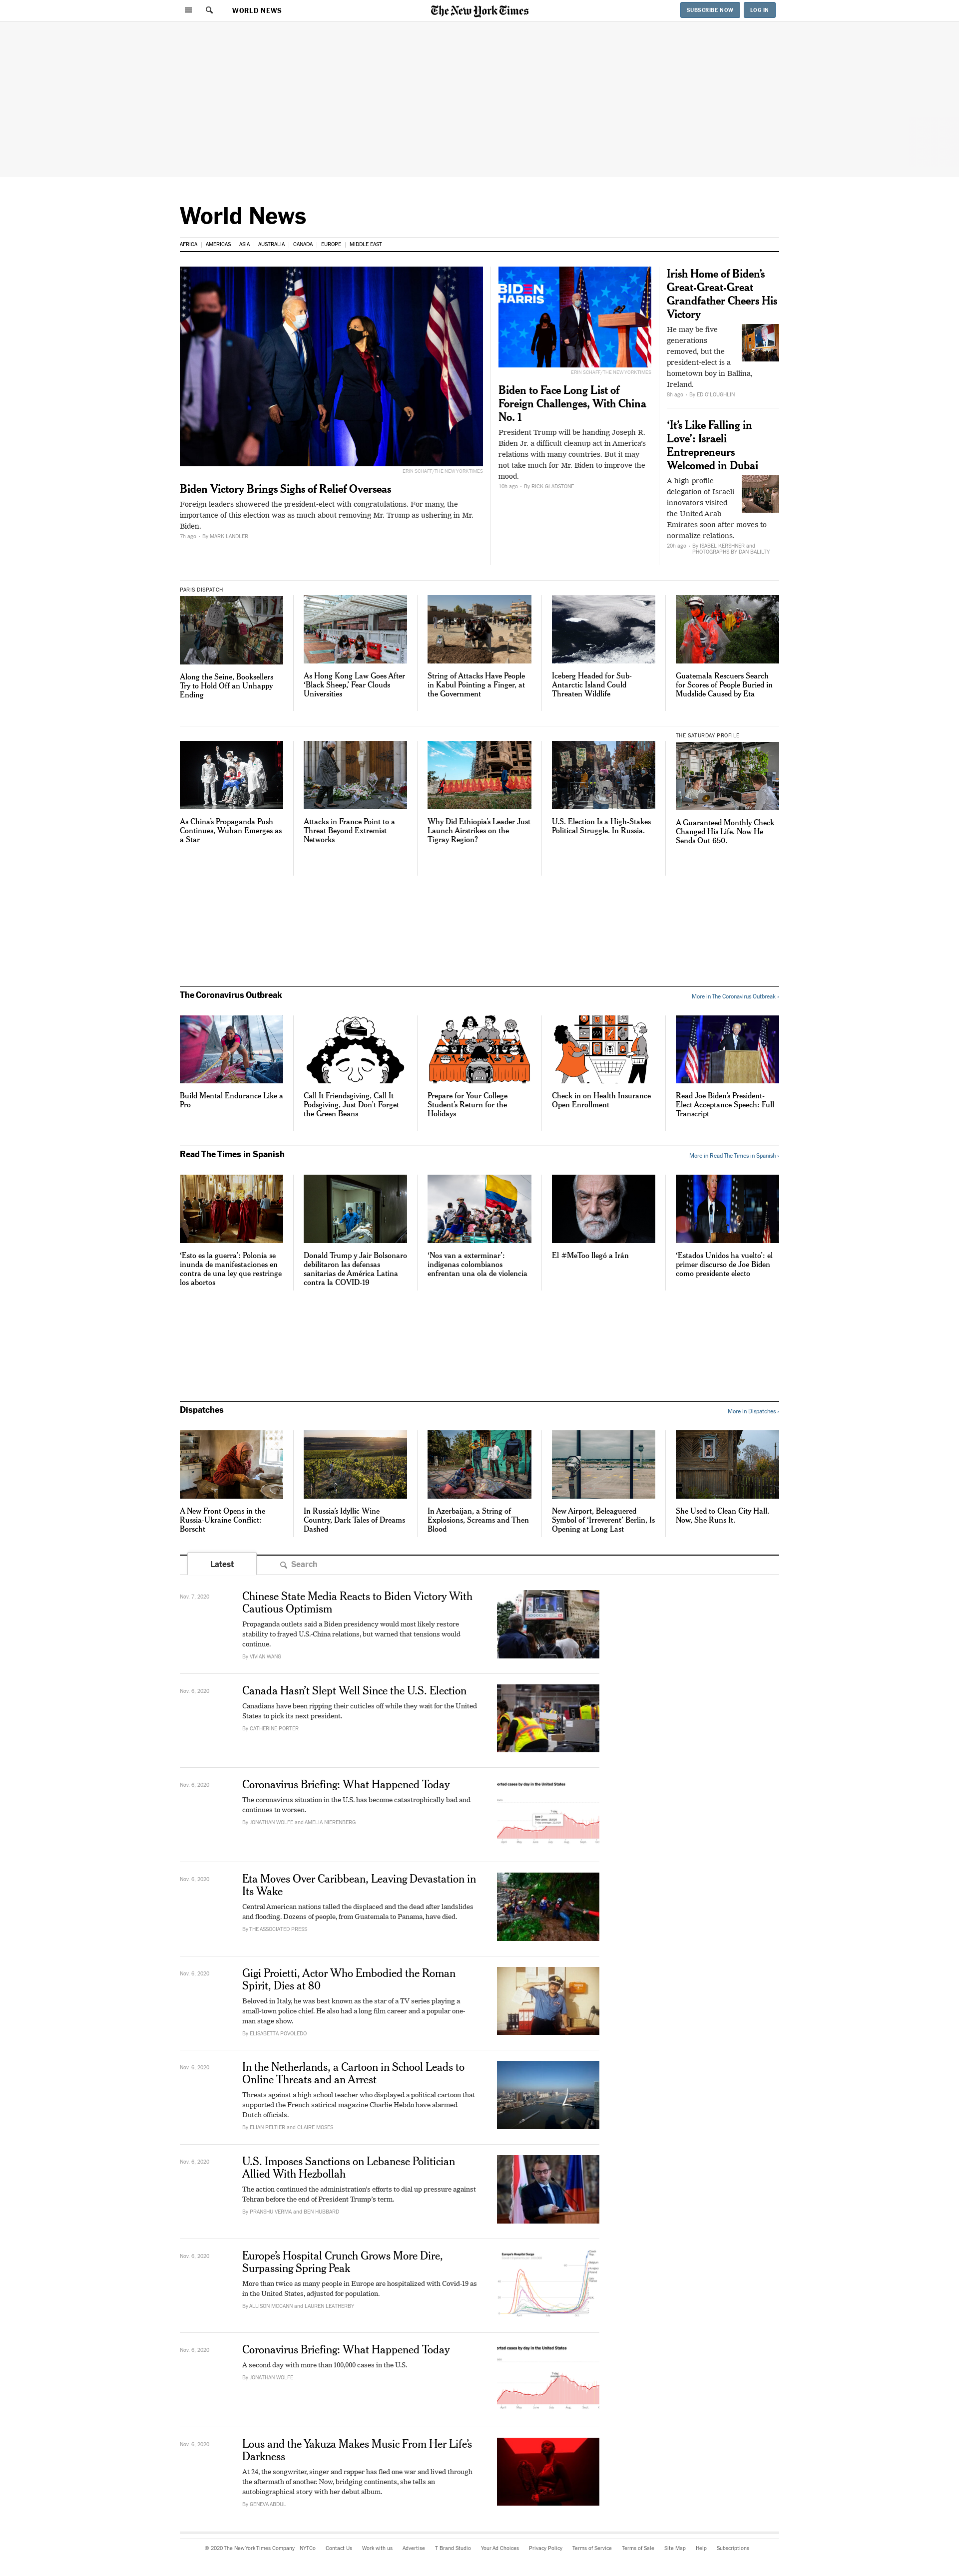 WORLD NEWS
The New York Times
SUBSCRIBE NOW
LOG IN
World News
AFRICA
AMERICAS
ASIA
AUSTRALIA
CANADA
EUROPE
MIDDLE EAST
BIDEN
HARRIS
ERIN SCHAFF/THE NEW YORK TIMES
Biden Victory Brings Sighs of Relief Overseas
Foreign leaders showered the president-elect with congratulations. For many, the
importance of this election was as much about removing Mr. Trump as ushering in Mr.
Biden.
7h ago - By MARK LANDLER
ERIN SCHAFF, THE NEW YORK TIMES
Biden to Face Long List of
Foreign Challenges, With China
No. 1
President Trump will be handing Joseph R.
Biden Jr. a difficult cleanup act in America's
relations with many countries. But it may
not take much for Mr. Biden to improve the
mood.
10h ago - By RICK GLADSTONE
Irish Home of Biden's
Great-Great-Great
Grandfather Cheers His
Victory
He may be five
generations
removed, but the
president-elect is a
hometown boy in Ballina,
Ireland.
8h ago - By ED O'LOUGHLIN
'It's Like Falling in
Love': Israeli
Entrepreneurs
Welcomed in Dubai
A high-profile
delegation of Israeli
innovators visited
the United Arab
Emirates soon after moves to
normalize relations.
20h ago - By ISABEL KERSHNER and
PHOTOGRAPHS BY DAN BALILTY
PARIS DISPATCH
Along the Seine, Booksellers
Try to Hold Off an Unhappy
Ending
As Hong Kong Law Goes After
'Black Sheep,' Fear Clouds
Universities
String of Attacks Have People
in Kabul Pointing a Finger, at
the Government
Iceberg Headed for Sub-
Antarctic Island Could
Threaten Wildlife
Guatemala Rescuers Search
for Scores of People Buried in
Mudslide Caused by Eta
As China's Propaganda Push
Continues, Wuhan Emerges as
a Star
Attacks in France Point to a
Threat Beyond Extremist
Networks
Why Did Ethiopia's Leader Just
Launch Airstrikes on the
Tigray Region?
U.S. Election Is a High-Stakes
Political Struggle. In Russia.
THE SATURDAY PROFILE
A Guaranteed Monthly Check
Changed His Life. Now He
Sends Out 650.
The Coronavirus Outbreak
More in The Coronavirus Outbreak ›
Build Mental Endurance Like a
Pro
Call It Friendsgiving, Call It
Podsgiving, Just Don't Forget
the Green Beans
Prepare for Your College
Student's Return for the
Holidays
Check in on Health Insurance
Open Enrollment
Read Joe Biden's President-
Elect Acceptance Speech: Full
Transcript
Read The Times in Spanish
More in Read The Times in Spanish ›
'Esto es la guerra': Polonia se
inunda de manifestaciones en
contra de una ley que restringe
los abortos
Donald Trump y Jair Bolsonaro
debilitaron las defensas
sanitarias de América Latina
contra la COVID-19
'Nos van a exterminar':
indígenas colombianos
enfrentan una ola de violencia
El #MeToo llegó a Irán
'Estados Unidos ha vuelto': el
primer discurso de Joe Biden
como presidente electo
Dispatches
More in Dispatches ›
A New Front Opens in the
Russia-Ukraine Conflict:
Borscht
In Russia's Idyllic Wine
Country, Dark Tales of Dreams
Dashed
In Azerbaijan, a String of
Explosions, Screams and Then
Blood
New Airport, Beleaguered
Symbol of 'Irreverent' Berlin, Is
Opening at Long Last
She Used to Clean City Hall.
Now, She Runs It.
Latest
Search
Nov. 7, 2020
Chinese State Media Reacts to Biden Victory With
Cautious Optimism
Propaganda outlets said a Biden presidency would most likely restore
stability to frayed U.S.-China relations, but warned that tensions would
continue.
By VIVIAN WANG
Nov. 6, 2020
Canada Hasn't Slept Well Since the U.S. Election
Canadians have been ripping their cuticles off while they wait for the United
States to pick its next president.
By CATHERINE PORTER
Nov. 6, 2020
Coronavirus Briefing: What Happened Today
The coronavirus situation in the U.S. has become catastrophically bad and
continues to worsen.
By JONATHAN WOLFE and AMELIA NIERENBERG
erted cases by day in the United States
Nov. 6, 2020
Eta Moves Over Caribbean, Leaving Devastation in
Its Wake
Central American nations tallied the displaced and the dead after landslides
and flooding. Dozens of people, from Guatemala to Panama, have died.
By THE ASSOCIATED PRESS
Nov. 6, 2020
Gigi Proietti, Actor Who Embodied the Roman
Spirit, Dies at 80
Beloved in Italy, he was best known as the star of a TV series playing a
small-town police chief. He also had a long film career and a popular one-
man stage show.
By ELISABETTA POVOLEDO
Nov. 6, 2020
In the Netherlands, a Cartoon in School Leads to
Online Threats and an Arrest
Threats against a high school teacher who displayed a political cartoon that
supported the French satirical magazine Charlie Hebdo have alarmed
Dutch officials.
By ELIAN PELTIER and CLAIRE MOSES
Nov. 6, 2020
U.S. Imposes Sanctions on Lebanese Politician
Allied With Hezbollah
The action continued the administration's efforts to dial up pressure against
Tehran before the end of President Trump's term.
By PRANSHU VERMA and BEN HUBBARD
Nov. 6, 2020
Europe's Hospital Crunch Grows More Dire,
Surpassing Spring Peak
More than twice as many people in Europe are hospitalized with Covid-19 as
in the United States, adjusted for population.
By ALLISON MCCANN and LAUREN LEATHERBY
Europe's Hospital Surge
Nov. 6, 2020
Coronavirus Briefing: What Happened Today
A second day with more than 100,000 cases in the U.S.
By JONATHAN WOLFE
erted cases by day in the United States
Nov. 6, 2020
Lous and the Yakuza Makes Music From Her Life's
Darkness
At 24, the songwriter, singer and rapper has fled one war and lived through
the aftermath of another. Now, bridging continents, she tells an
autobiographical story with her debut album.
By GENEVA ABDUL
© 2020 The New York Times Company NYTCo Contact Us Work with us Advertise T Brand Studio Your Ad Choices Privacy Policy Terms of Service Terms of Sale Site Map Help Subscriptions